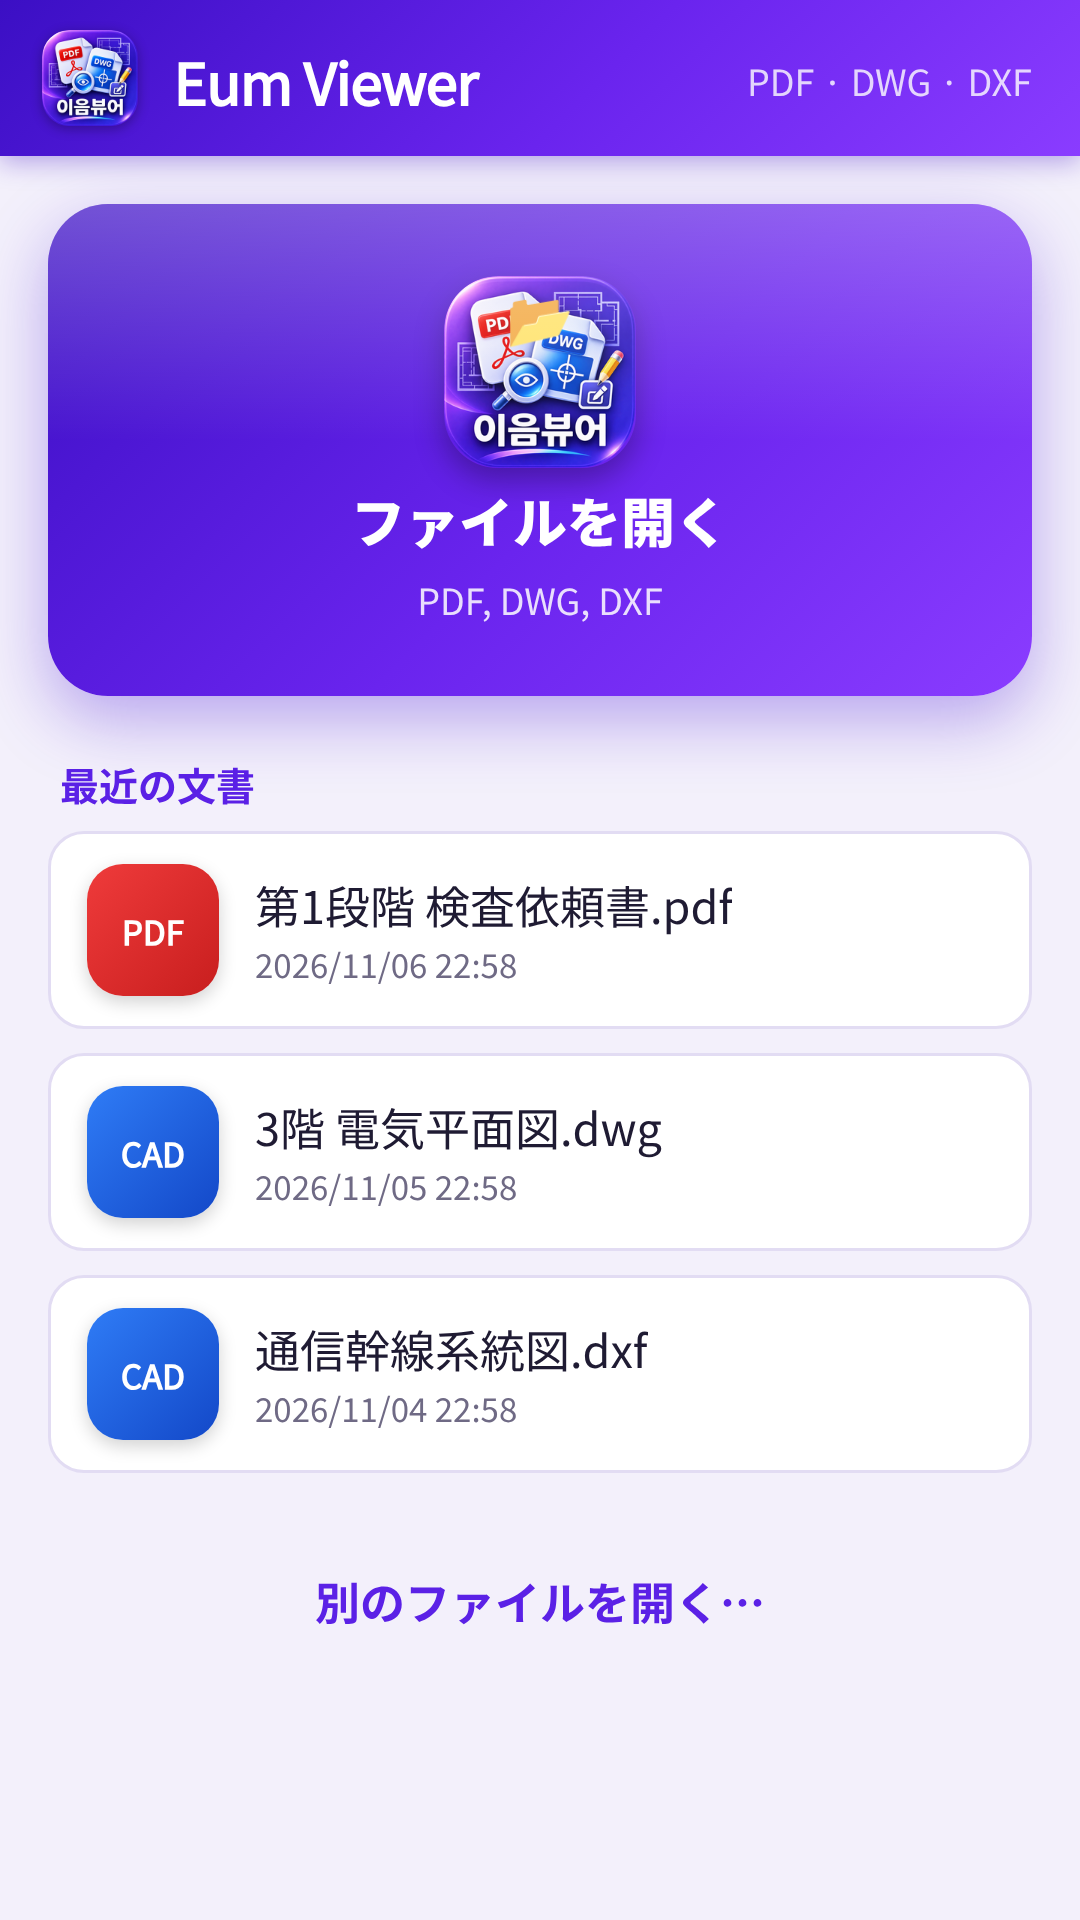 PDF
DWG
이음뷰어
Eum Viewer
PDF · DWG · DXF
DWG
이음뷰어
ファイルを開く
PDF, DWG, DXF
最近の文書
PDF
第1段階 検査依頼書.pdf
2026/11/06 22:58
CAD
3階 電気平面図.dwg
2026/11/05 22:58
CAD
通信幹線系統図.dxf
2026/11/04 22:58
別のファイルを開く…